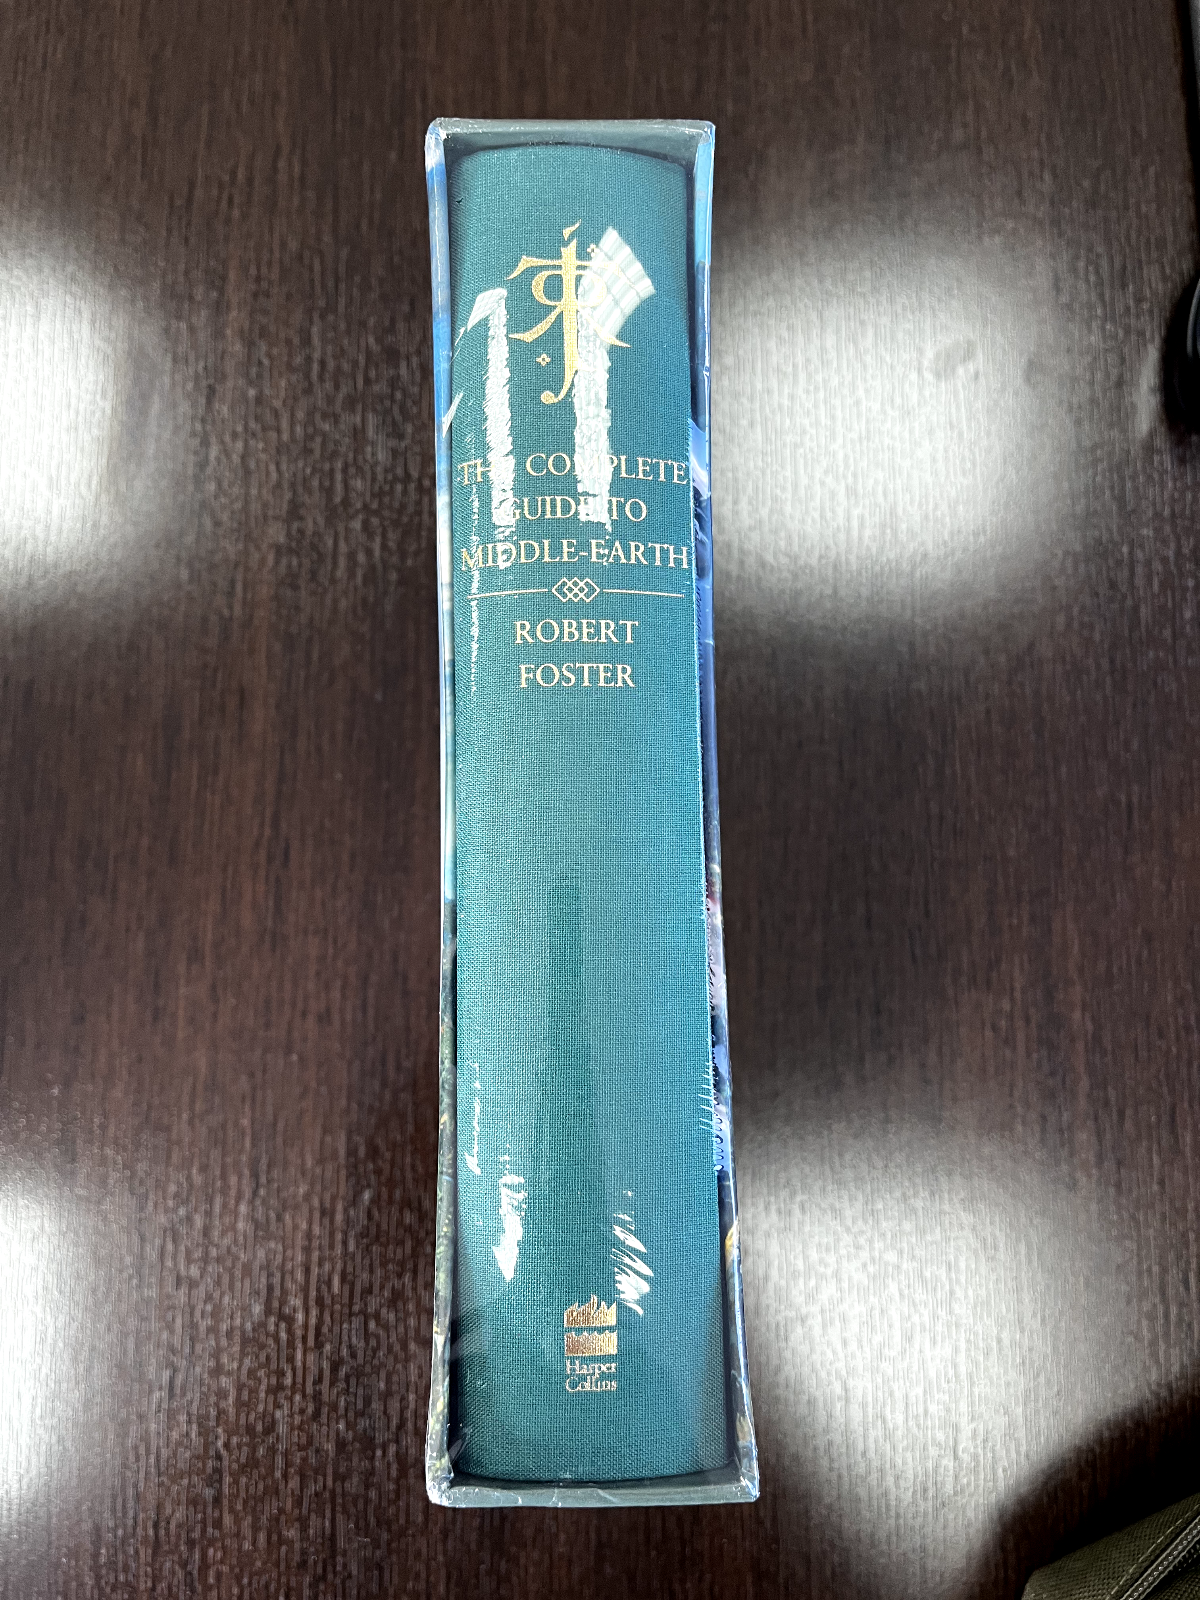 THE COMPLETE
GUIDE TO
MIDDLE-EARTH
ROBERT
FOSTER
Harper
Collins